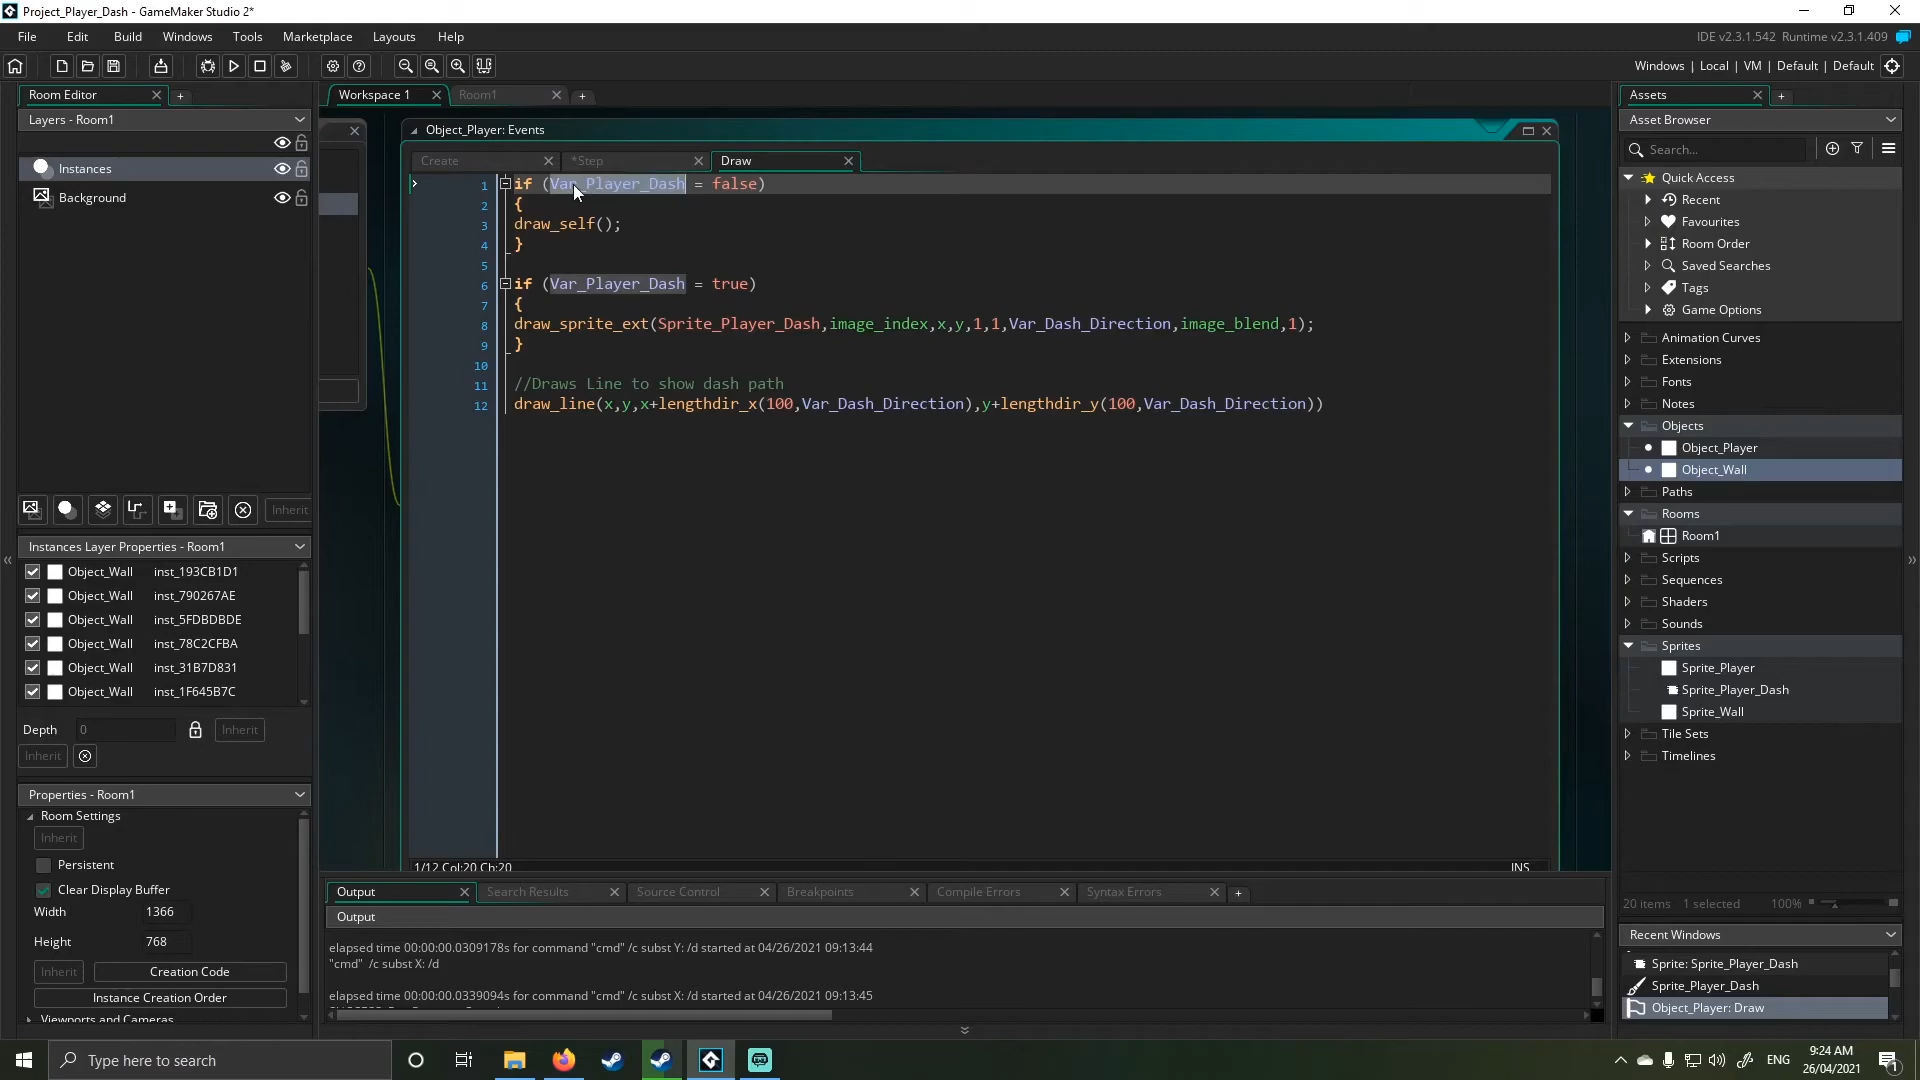 Project_Player_Dash - GameMaker Studio 2*
File Edit Build Windows Tools Marketplace Layouts Help
IDE v2.3.1.542 Runtime v2.3.1.409
Windows | Local | VM | Default | Default
Room Editor
Layers - Room1
Instances
Background
Inherit
Instances Layer Properties - Room1
Object_Wall inst_193CB1D1
Object_Wall inst_790267AE
Object_Wall inst_5FDBDBDE
Object_Wall inst_78C2CFBA
Object_Wall inst_31B7D831
Object_Wall inst_1F645B7C
Depth 0 Inherit
Inherit
Properties - Room1
Room Settings
Inherit
Persistent
Clear Display Buffer
Width 1366
Height 768
Inherit Creation Code
Instance Creation Order
Viewports and Cameras
Workspace 1 Room1
Object_Player: Events
Create *Step Draw
1 if (Var_Player_Dash = false)
2 {
3 draw_self();
4 }
5
6 if (Var_Player_Dash = true)
7 {
8 draw_sprite_ext(Sprite_Player_Dash,image_index,x,y,1,1,Var_Dash_Direction,image_blend,1);
9 }
10
11 //Draws Line to show dash path
12 draw_line(x,y,x+lengthdir_x(100,Var_Dash_Direction),y+lengthdir_y(100,Var_Dash_Direction))
1/12 Col:20 Ch:20 INS
Output Search Results Source Control Breakpoints Compile Errors Syntax Errors
Output
elapsed time 00:00:00.0309178s for command "cmd" /c subst Y: /d started at 04/26/2021 09:13:44
"cmd" /c subst X: /d
elapsed time 00:00:00.0339094s for command "cmd" /c subst X: /d started at 04/26/2021 09:13:45
Assets
Asset Browser
Search...
Quick Access
Recent
Favourites
Room Order
Saved Searches
Tags
Game Options
Animation Curves
Extensions
Fonts
Notes
Objects
Object_Player
Object_Wall
Paths
Rooms
Room1
Scripts
Sequences
Shaders
Sounds
Sprites
Sprite_Player
Sprite_Player_Dash
Sprite_Wall
Tile Sets
Timelines
20 items 1 selected 100%
Recent Windows
Sprite: Sprite_Player_Dash
Sprite_Player_Dash
Object_Player: Draw
Type here to search
ENG
9:24 AM
26/04/2021
1